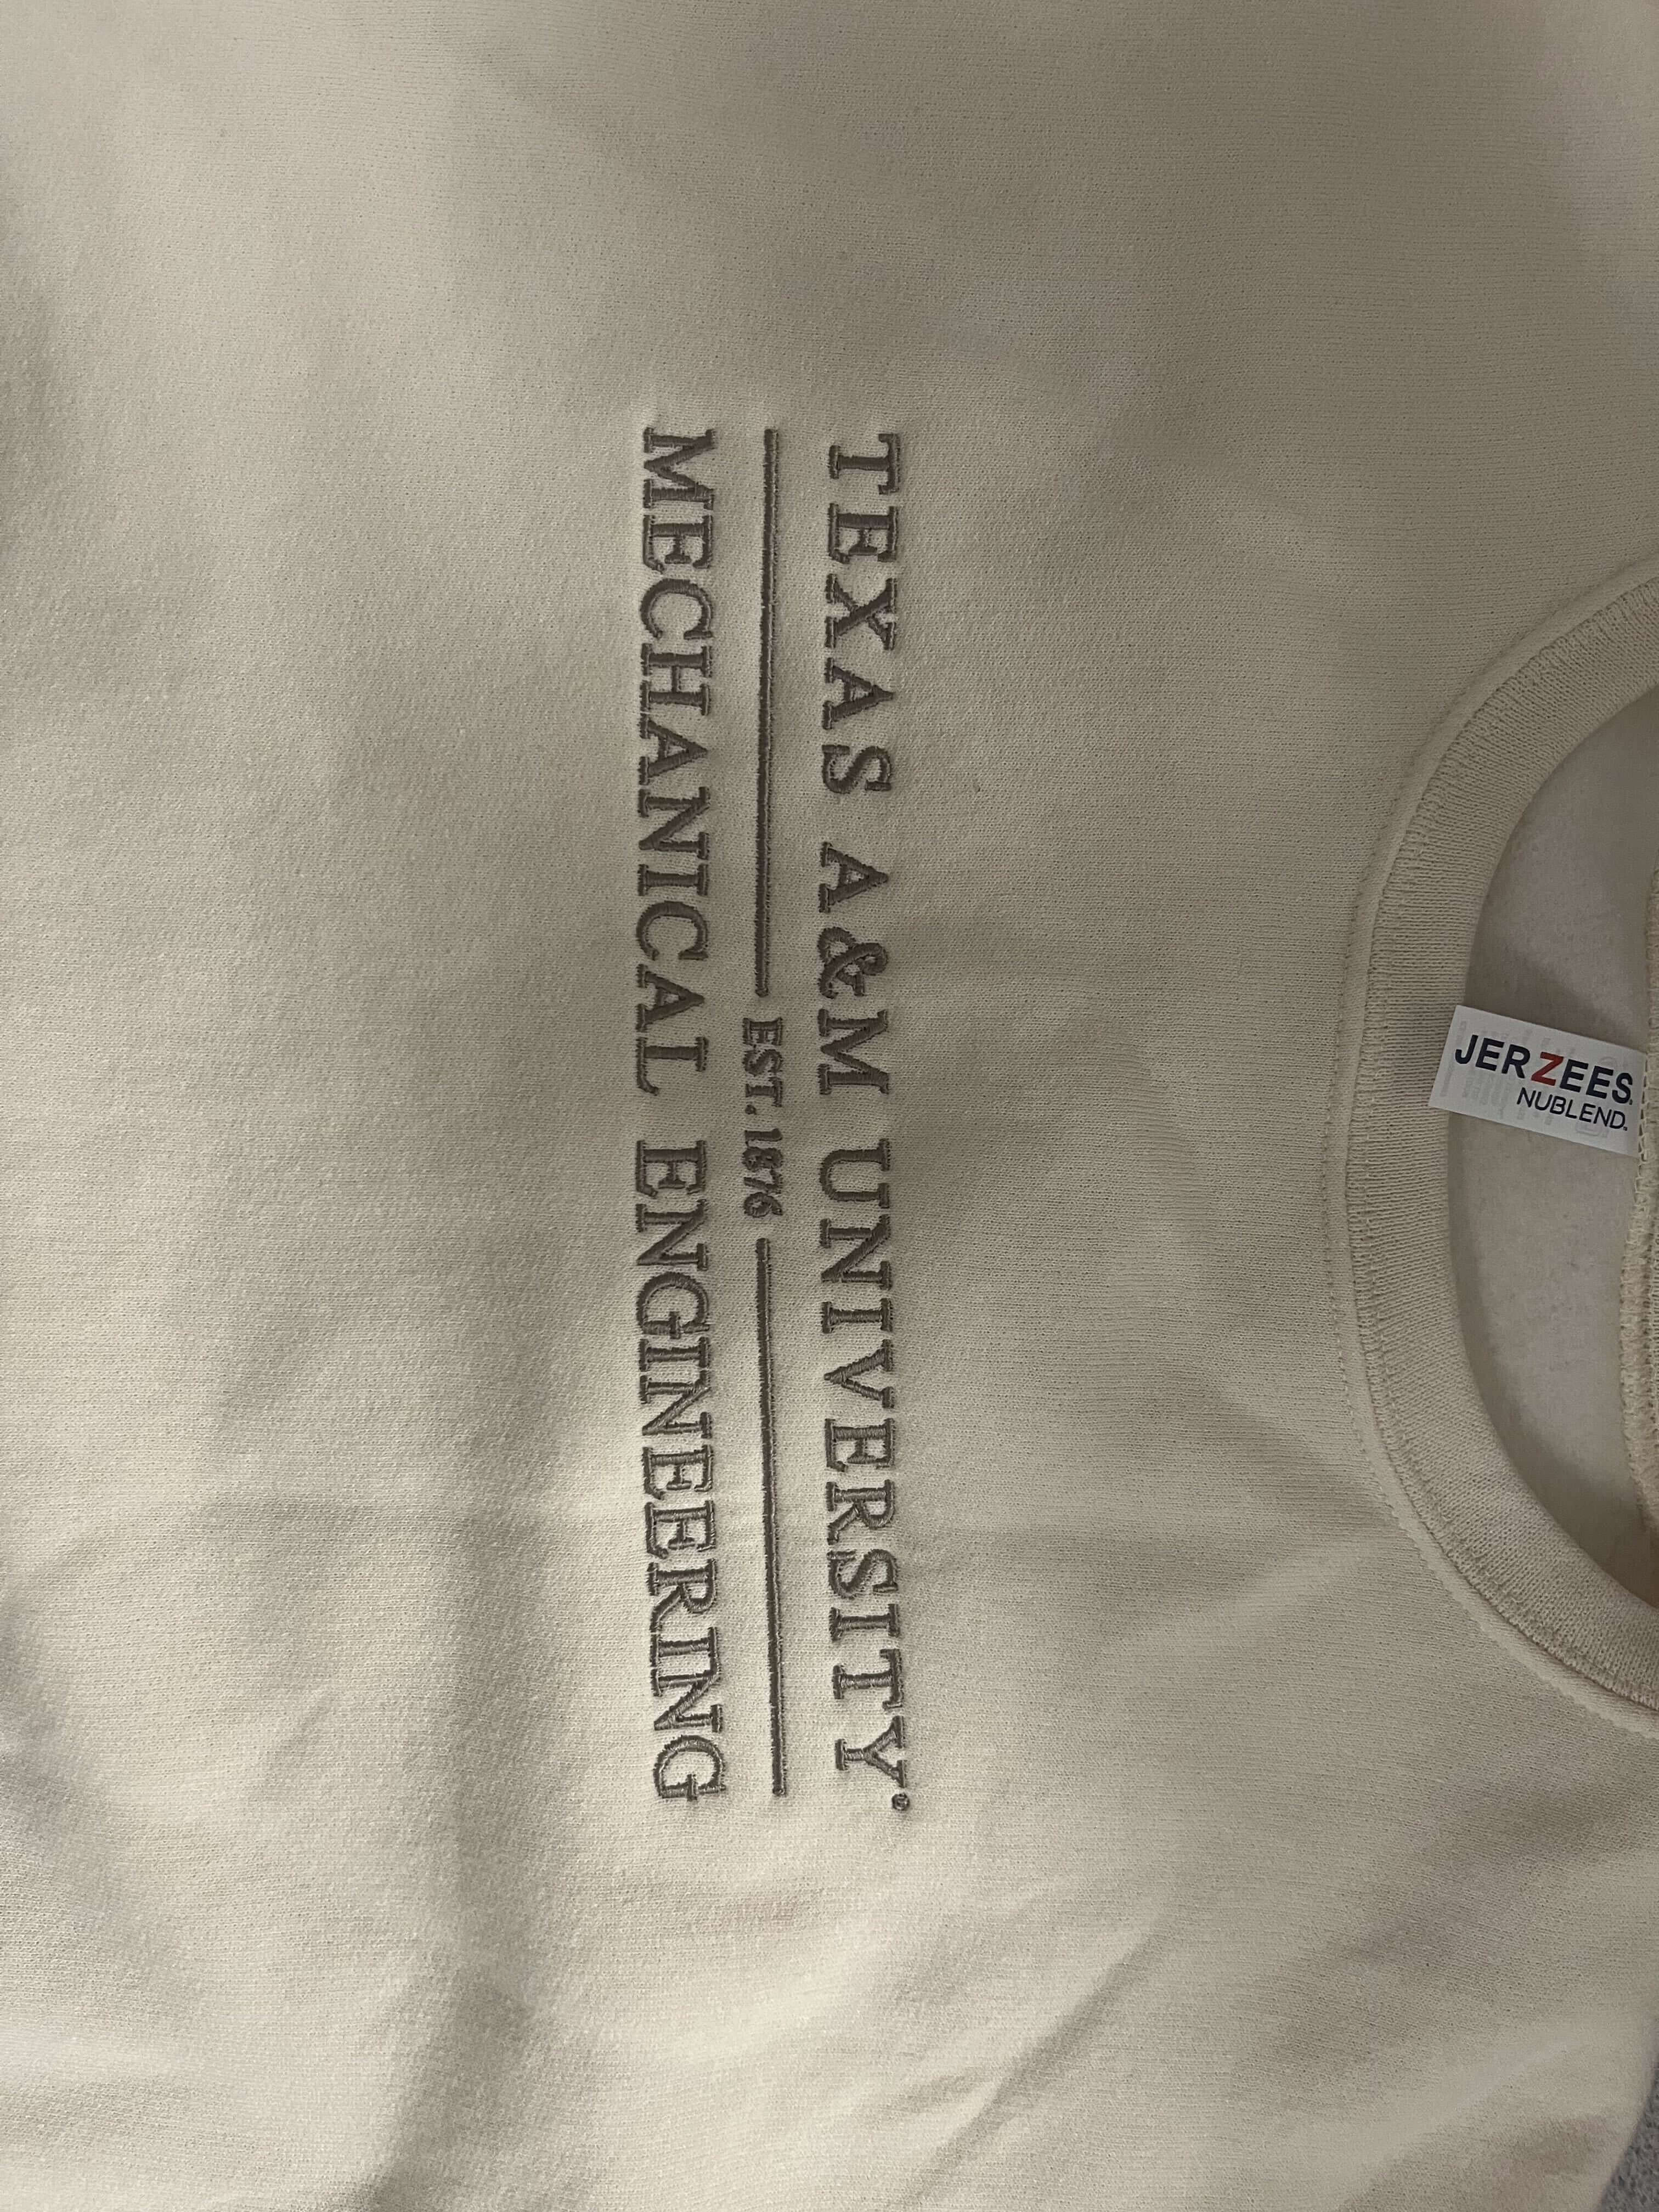 TEXAS A&M UNIVERSITY®
EST. 1876
MECHANICAL ENGINEERING
JERZEES
NUBLEND